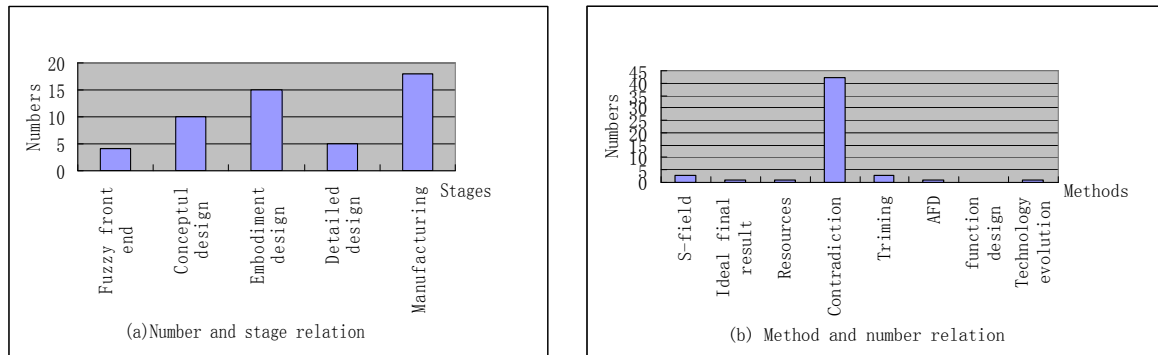 20
15
10
5
0
Numbers
Stages
Fuzzy front
end
Conceptul
design
Embodiment
design
Detailed
design
Manufacturing
(a)Number and stage relation
45
40
35
30
25
20
15
10
5
0
Numbers
Methods
S-field
Ideal final
result
Resources
Contradiction
Triming
AFD
function
design
Technology
evolution
(b) Method and number relation